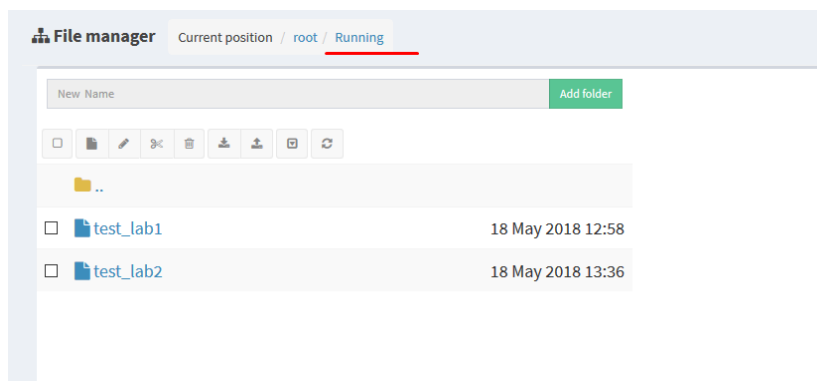 File manager Current position / root / Running
New Name Add folder
..
test_lab1 18 May 2018 12:58
test_lab2 18 May 2018 13:36